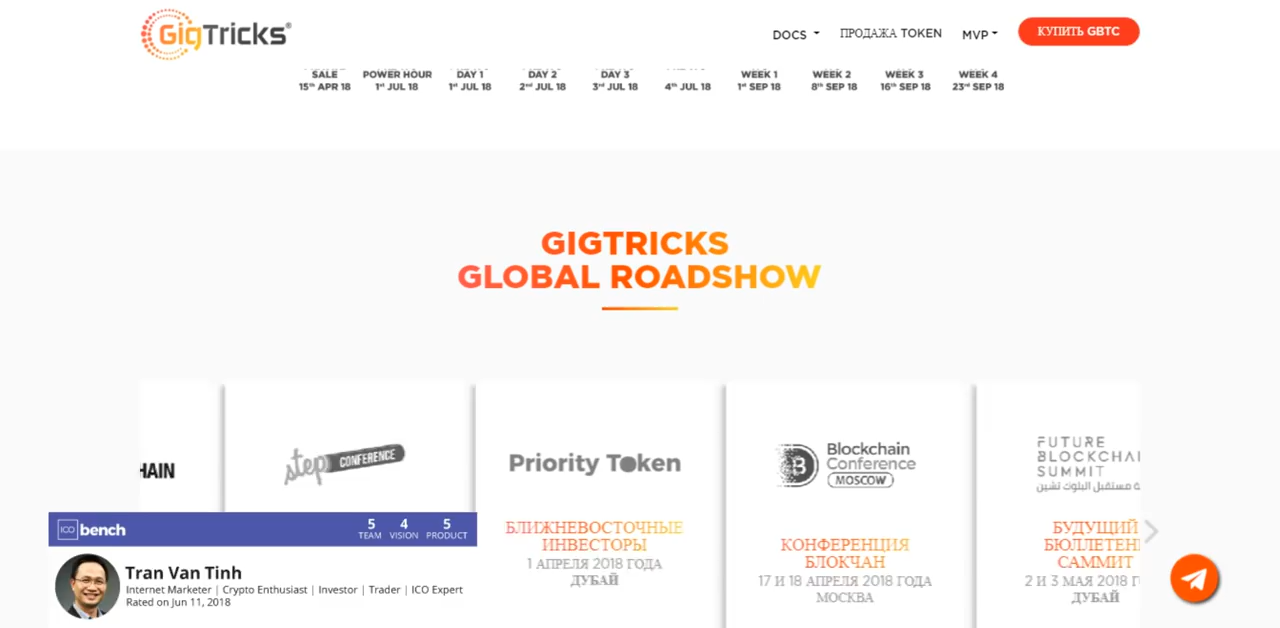 GigTricks®
DOCS
ПРОДАЖА TOKEN
MVP
КУПИТЬ GBTC
SALE
15th APR 18
POWER HOUR
1st JUL 18
DAY 1
1st JUL 18
DAY 2
2nd JUL 18
DAY 3
3rd JUL 18
4th JUL 18
WEEK 1
1st SEP 18
WEEK 2
8th SEP 18
WEEK 3
16th SEP 18
WEEK 4
23rd SEP 18
GIGTRICKS
GLOBAL ROADSHOW
HAIN
step CONFERENCE
Priority Token
БЛИЖНЕВОСТОЧНЫЕ
ИНВЕСТОРЫ
1 АПРЕЛЯ 2018 ГОДА
ДУБАЙ
Blockchain
Conference
MOSCOW
КОНФЕРЕНЦИЯ
БЛОКЧАН
17 И 18 АПРЕЛЯ 2018 ГОДА
МОСКВА
FUTURE
BLOCKCHAI
SUMMIT
ة مستقبل البلوك تشين
БУДУЩИЙ
БЮЛЛЕТЕН
САММИТ
2 И 3 МАЯ 2018 Г
ДУБАЙ
ICO bench
5 4 5
TEAM VISION PRODUCT
Tran Van Tinh
Internet Marketer | Crypto Enthusiast | Investor | Trader | ICO Expert
Rated on Jun 11, 2018